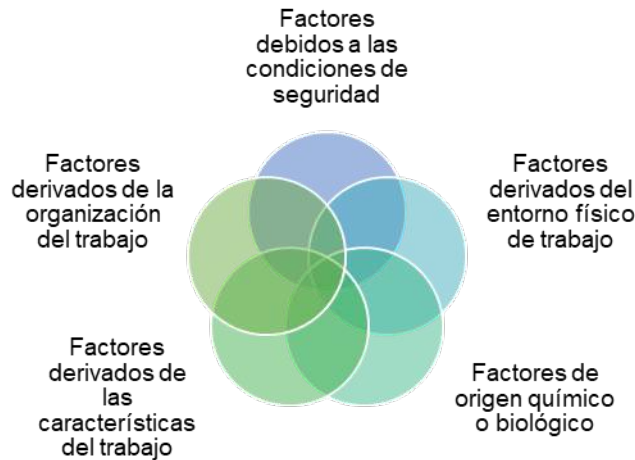 Factores
debidos a las
condiciones de
seguridad
Factores
derivados de la
organización
del trabajo
Factores
derivados del
entorno físico
de trabajo
Factores
derivados de
las
características
del trabajo
Factores de
origen químico
o biológico